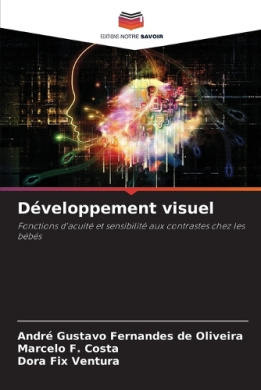 EDITIONS NOTRE SAVOIR
Développement visuel
Fonctions d'acuité et sensibilité aux contrastes chez les
bébés
André Gustavo Fernandes de Oliveira
Marcelo F. Costa
Dora Fix Ventura